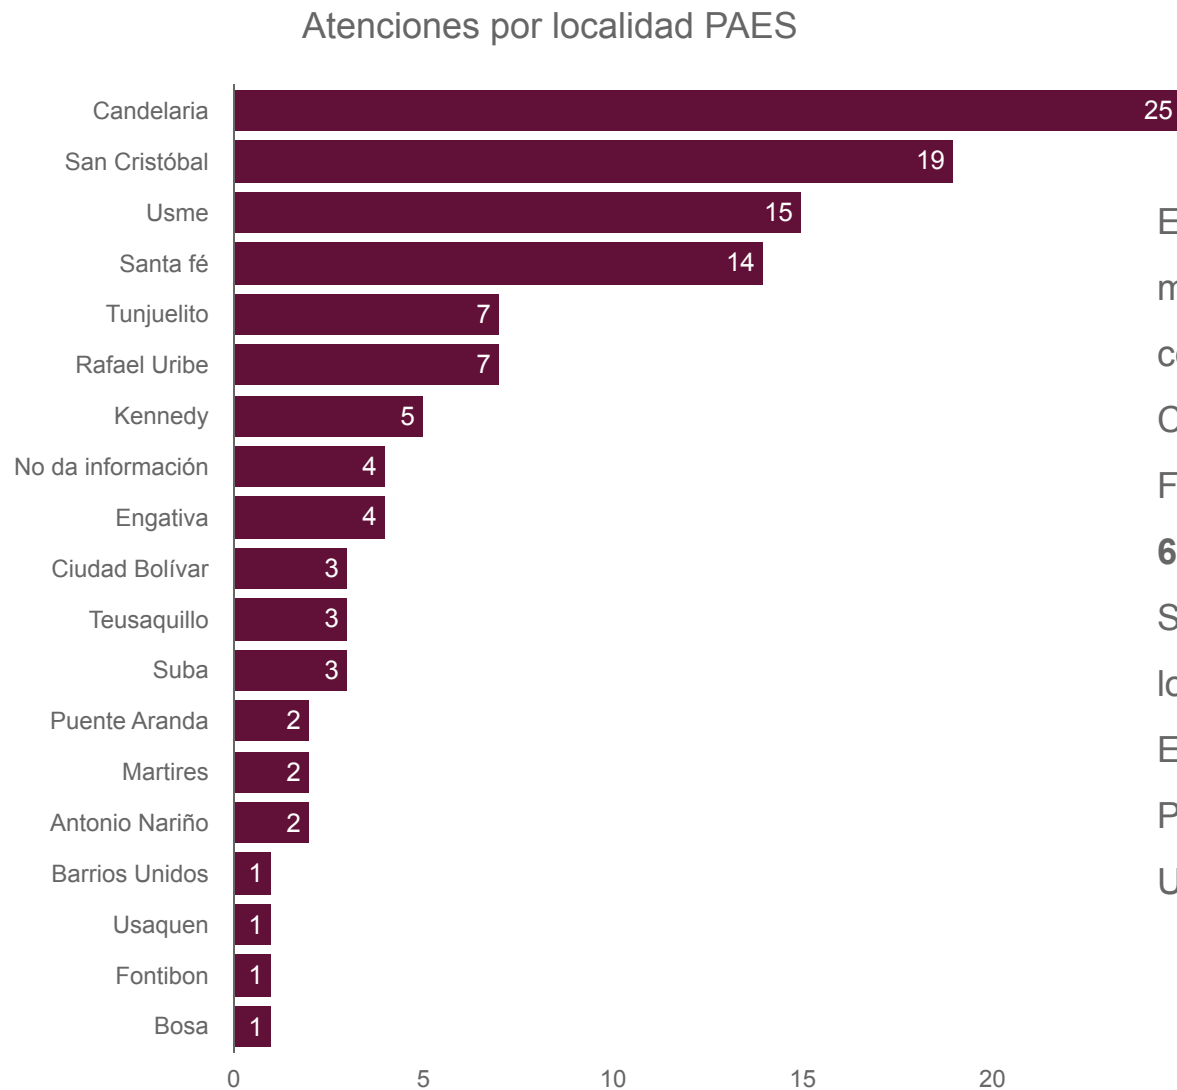 Atenciones por localidad PAES
Candelaria 25
San Cristóbal 19
Usme 15
Santa fé 14
Tunjuelito 7
Rafael Uribe 7
Kennedy 5
No da información 4
Engativa 4
Ciudad Bolívar 3
Teusaquillo 3
Suba 3
Puente Aranda 2
Martires 2
Antonio Nariño 2
Barrios Unidos 1
Usaquen 1
Fontibon 1
Bosa 1
0 5 10 15 20